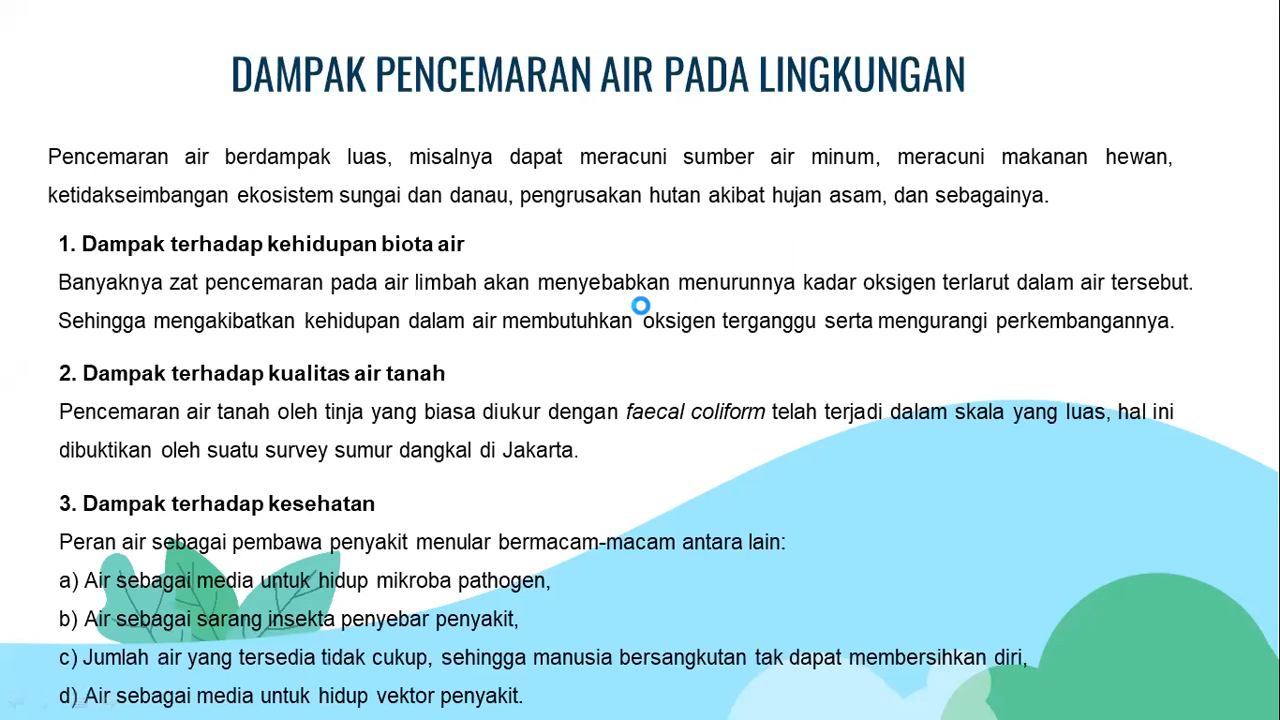 DAMPAK PENCEMARAN AIR PADA LINGKUNGAN
Pencemaran air berdampak luas, misalnya dapat meracuni sumber air minum, meracuni makanan hewan,
ketidakseimbangan ekosistem sungai dan danau, pengrusakan hutan akibat hujan asam, dan sebagainya.
1. Dampak terhadap kehidupan biota air
Banyaknya zat pencemaran pada air limbah akan menyebabkan menurunnya kadar oksigen terlarut dalam air tersebut.
Sehingga mengakibatkan kehidupan dalam air membutuhkan oksigen terganggu serta mengurangi perkembangannya.
2. Dampak terhadap kualitas air tanah
Pencemaran air tanah oleh tinja yang biasa diukur dengan faecal coliform telah terjadi dalam skala yang luas, hal ini
dibuktikan oleh suatu survey sumur dangkal di Jakarta.
3. Dampak terhadap kesehatan
Peran air sebagai pembawa penyakit menular bermacam-macam antara lain:
a) Air sebagai media untuk hidup mikroba pathogen,
b) Air sebagai sarang insekta penyebar penyakit,
c) Jumlah air yang tersedia tidak cukup, sehingga manusia bersangkutan tak dapat membersihkan diri,
d) Air sebagai media untuk hidup vektor penyakit.